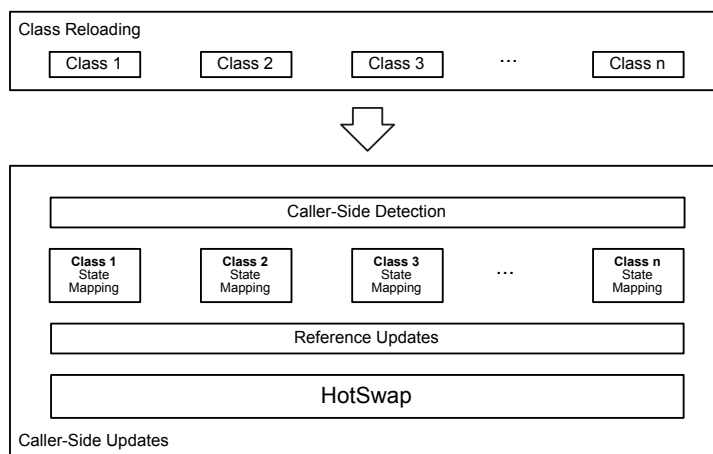 Class Reloading
Class 1 Class 2 Class 3 ... Class n
Caller-Side Detection
Class 1 Class 2 Class 3 ... Class n
State State State State
Mapping Mapping Mapping Mapping
Reference Updates
HotSwap
Caller-Side Updates